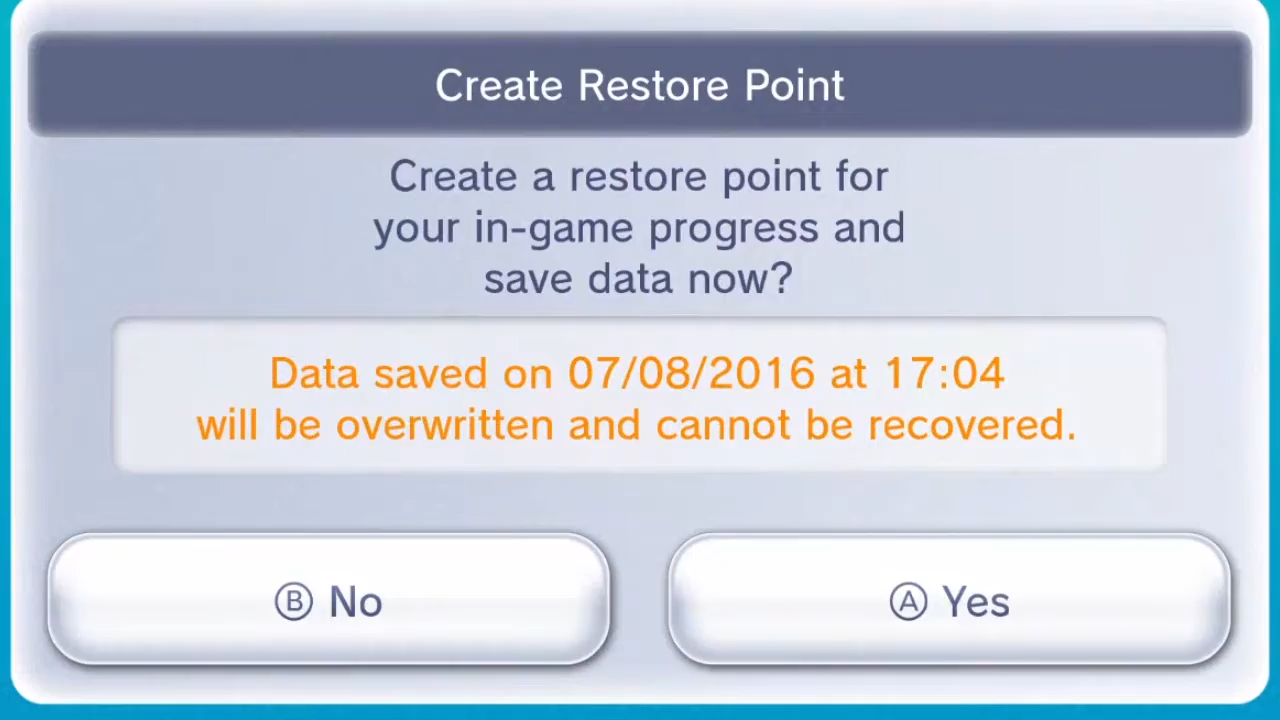 Create Restore Point
Create a restore point for
your in-game progress and
save data now?
Data saved on 07/08/2016 at 17:04
will be overwritten and cannot be recovered.
Ⓑ No
Ⓐ Yes